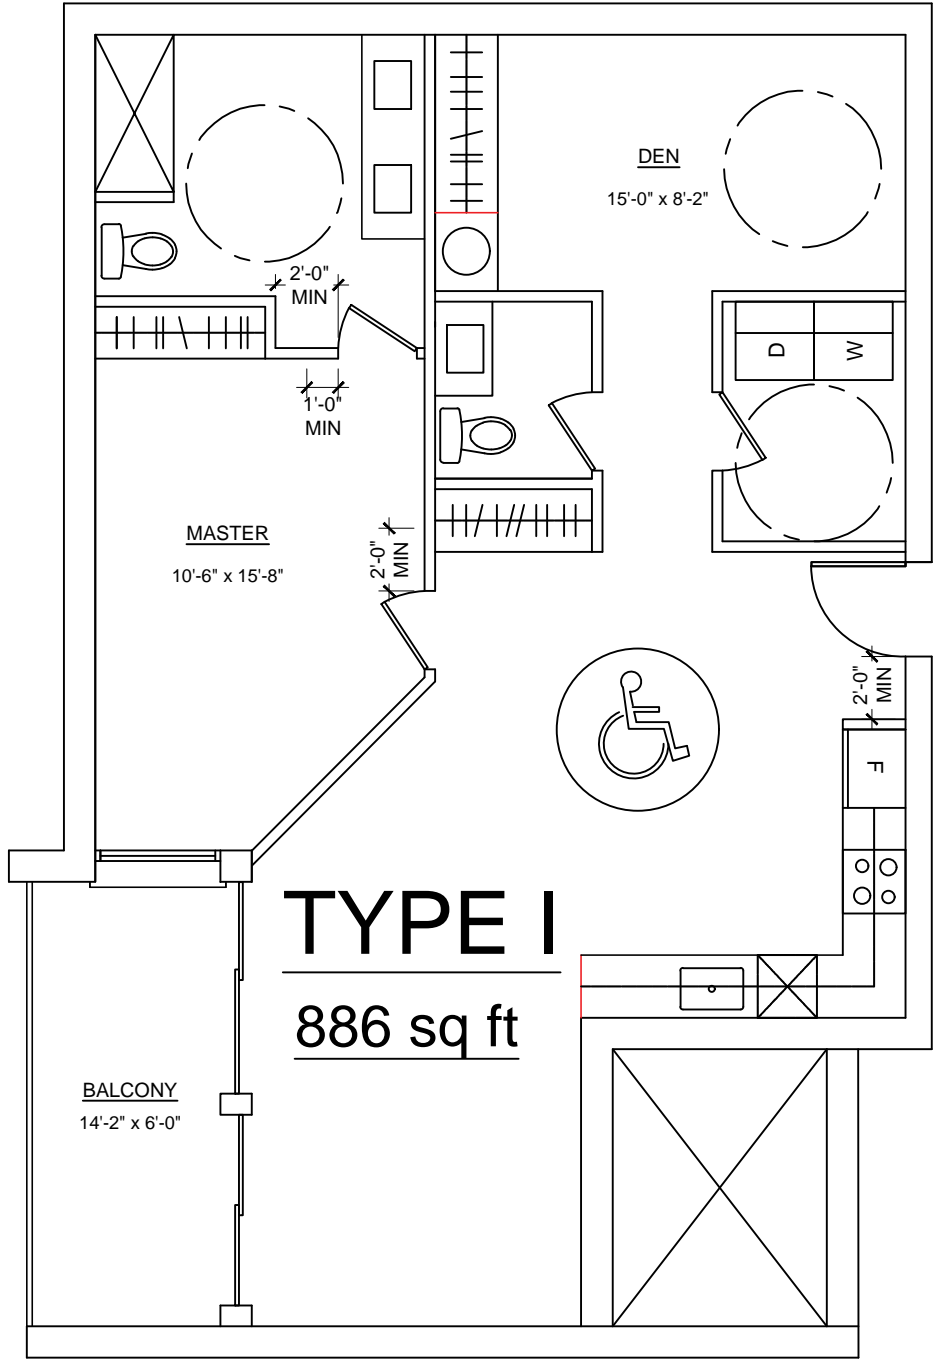 DEN
15'-0" x 8'-2"
2'-0"
MIN
D
W
1'-0"
MIN
MASTER
10'-6" x 15'-8"
2'-0"
MIN
2'-0"
MIN
F
TYPE I
886 sq ft
BALCONY
14'-2" x 6'-0"